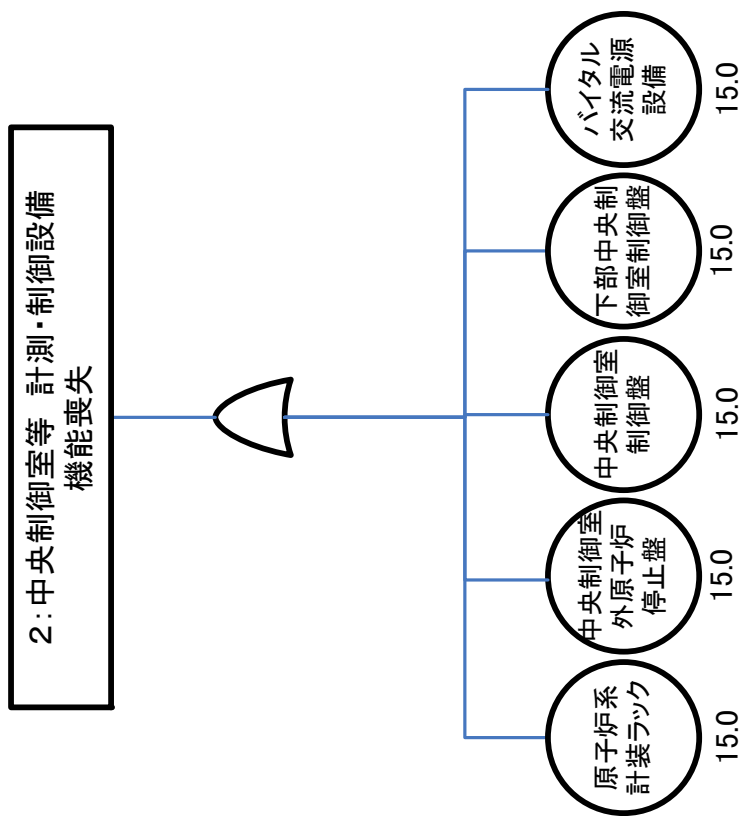 2:中央制御室等 計測・制御設備
機能喪失
原子炉系
計装ラック
15.0
中央制御室
外原子炉
停止盤
15.0
中央制御室
制御盤
15.0
下部中央制
御室制御盤
15.0
バイタル
交流電源
設備
15.0